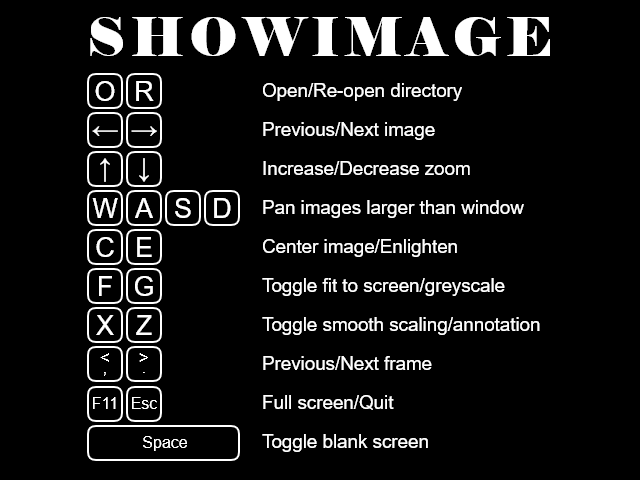 SHOWIMAGE
O R Open/Re-open directory
← → Previous/Next image
↑ ↓ Increase/Decrease zoom
W A S D Pan images larger than window
C E Center image/Enlighten
F G Toggle fit to screen/greyscale
X Z Toggle smooth scaling/annotation
< , > . Previous/Next frame
F11 Esc Full screen/Quit
Space Toggle blank screen